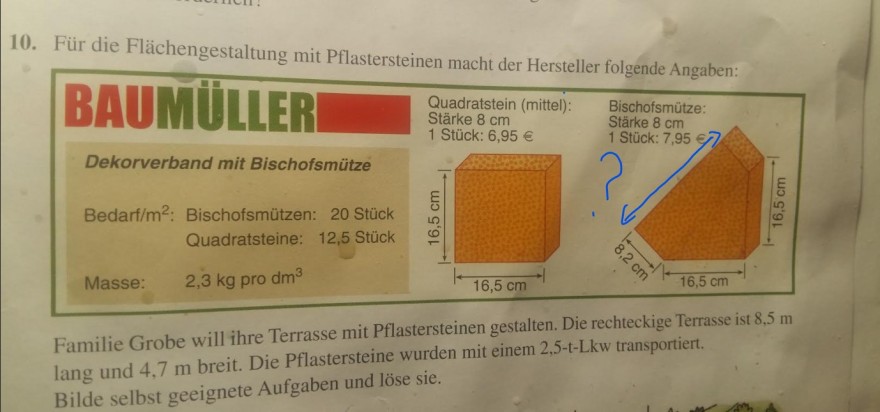 10. Für die Flächengestaltung mit Pflastersteinen macht der Hersteller folgende Angaben:
BAUMÜLLER
Dekorverband mit Bischofsmütze
Bedarf/m²: Bischofsmützen: 20 Stück
Quadratsteine: 12,5 Stück
Masse: 2,3 kg pro dm³
Quadratstein (mittel):
Stärke 8 cm
1 Stück: 6,95 €
16,5 cm
16,5 cm
Bischofsmütze:
Stärke 8 cm
1 Stück: 7,95 €
?
16,5 cm
8,2 cm
16,5 cm
Familie Grobe will ihre Terrasse mit Pflastersteinen gestalten. Die rechteckige Terrasse ist 8,5 m
lang und 4,7 m breit. Die Pflastersteine wurden mit einem 2,5-t-Lkw transportiert.
Bilde selbst geeignete Aufgaben und löse sie.